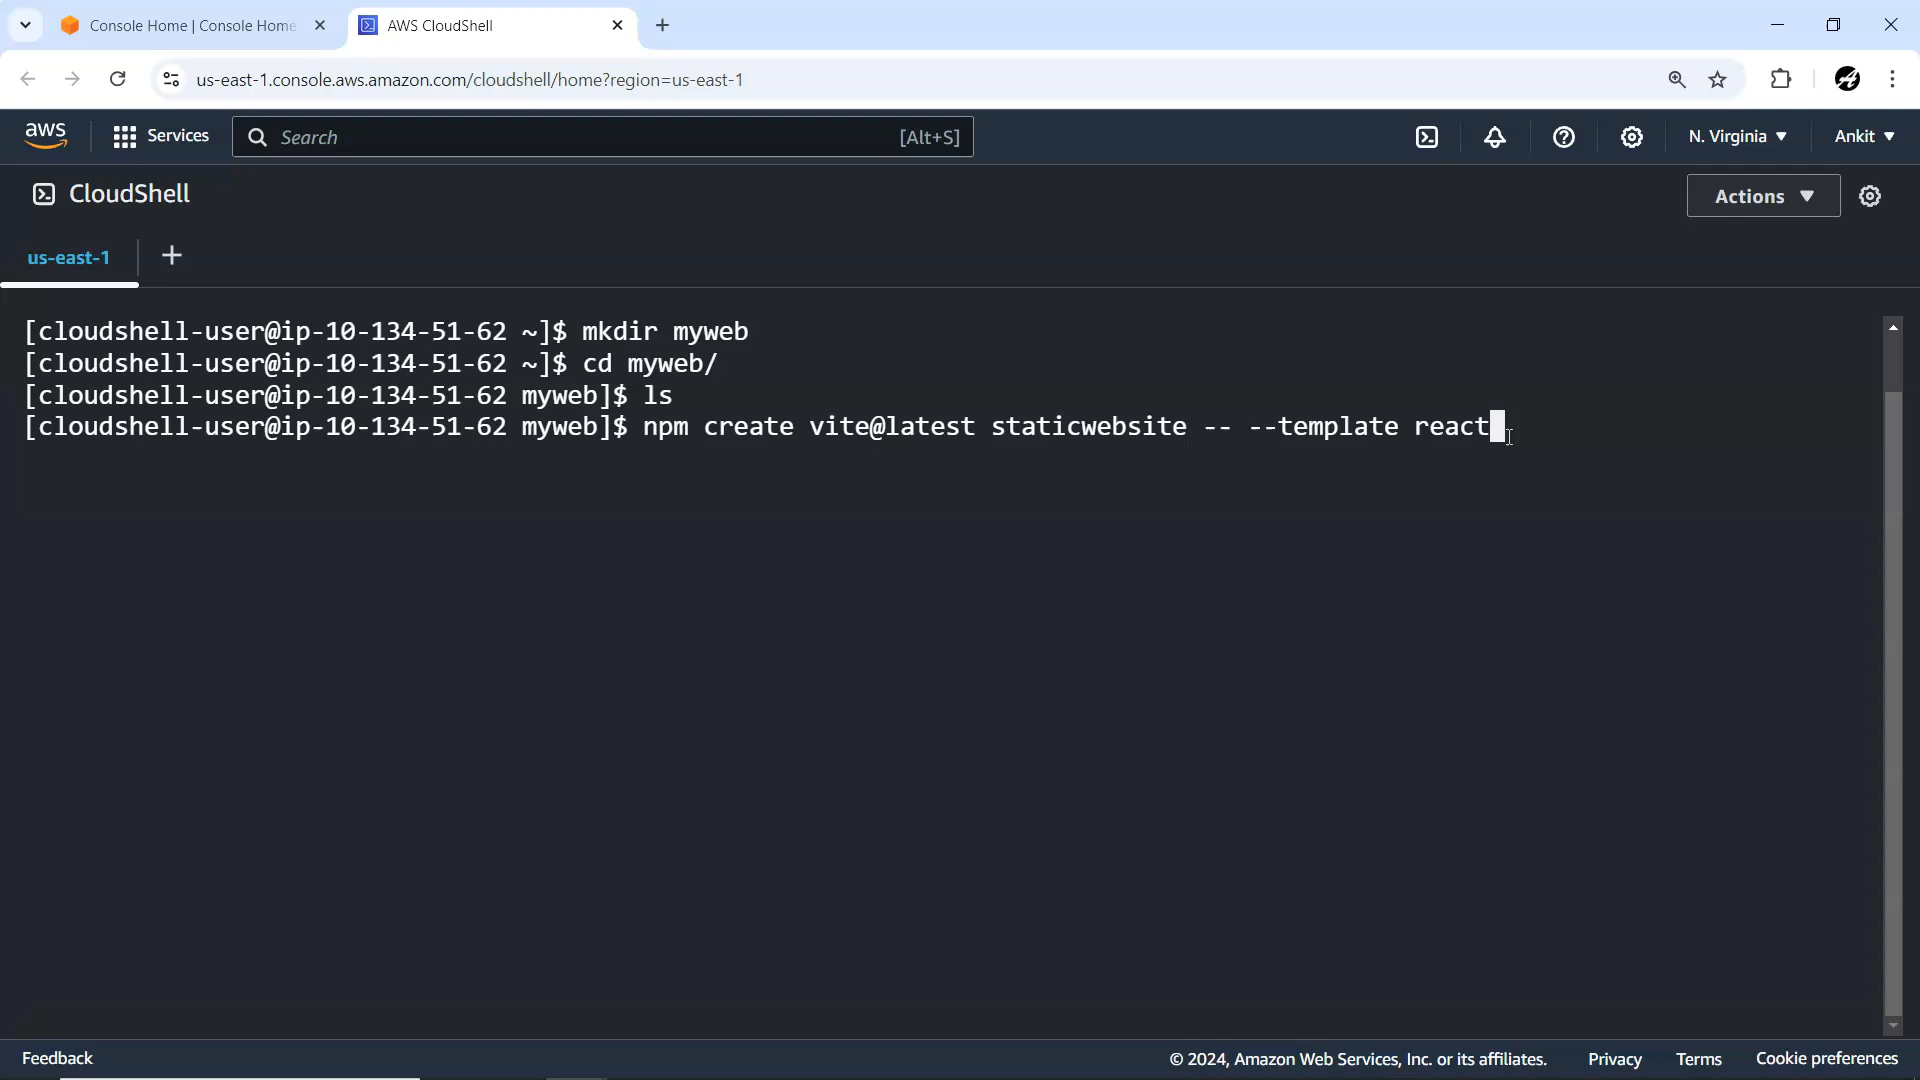 Console Home | Console Home
AWS CloudShell
us-east-1.console.aws.amazon.com/cloudshell/home?region=us-east-1
aws
Services
Search
[Alt+S]
N. Virginia
Ankit
CloudShell
Actions
us-east-1
[cloudshell-user@ip-10-134-51-62 ~]$ mkdir myweb
[cloudshell-user@ip-10-134-51-62 ~]$ cd myweb/
[cloudshell-user@ip-10-134-51-62 myweb]$ ls
[cloudshell-user@ip-10-134-51-62 myweb]$ npm create vite@latest staticwebsite -- --template react
Feedback
© 2024, Amazon Web Services, Inc. or its affiliates.
Privacy
Terms
Cookie preferences